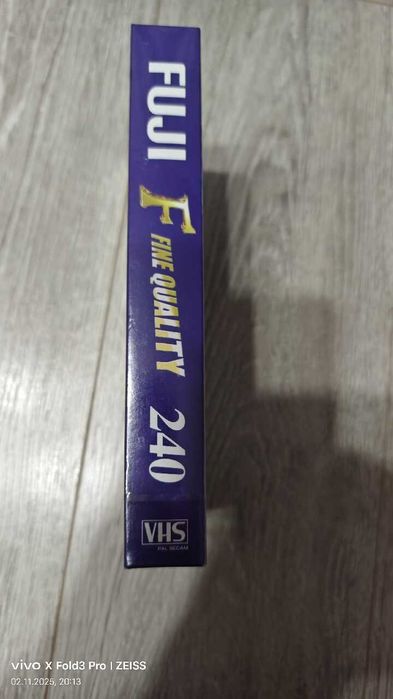 FUJI
F
FINE QUALITY
240
VHS
PAL SECAM
vivo X Fold3 Pro | ZEISS
02.11.2025, 20:13